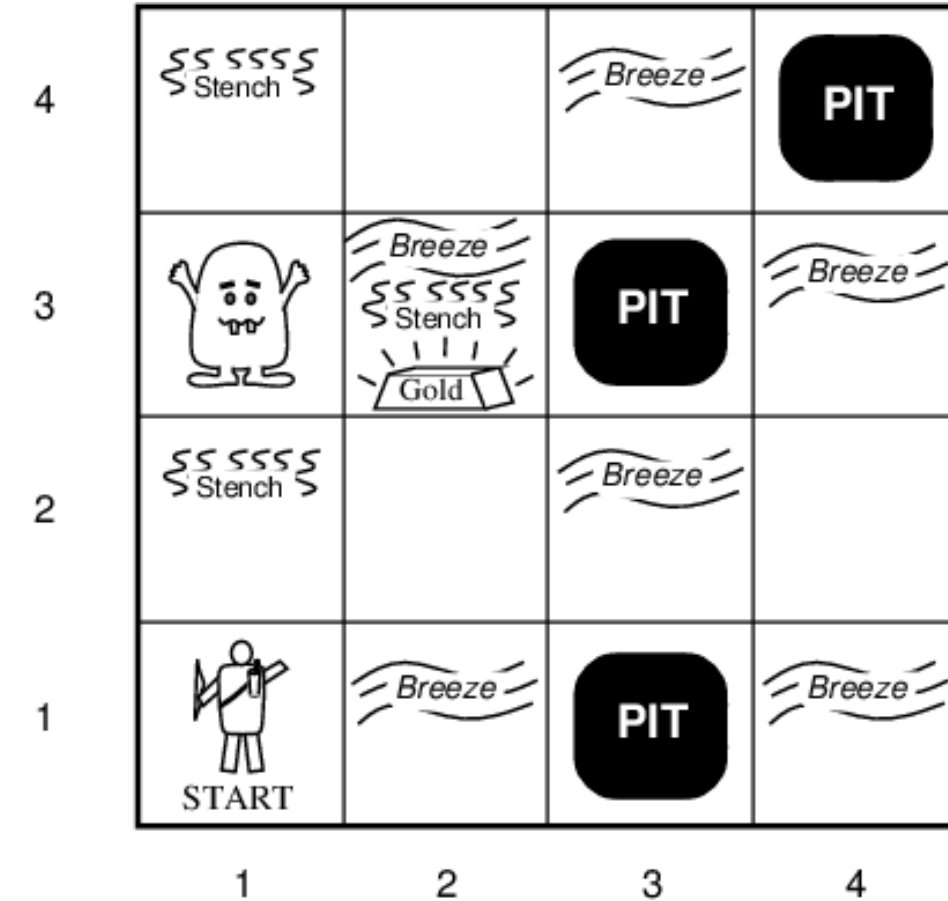 4
Stench
Breeze
PIT
3
Breeze
Stench
Gold
PIT
Breeze
2
Stench
Breeze
1
START
Breeze
PIT
Breeze
1 2 3 4